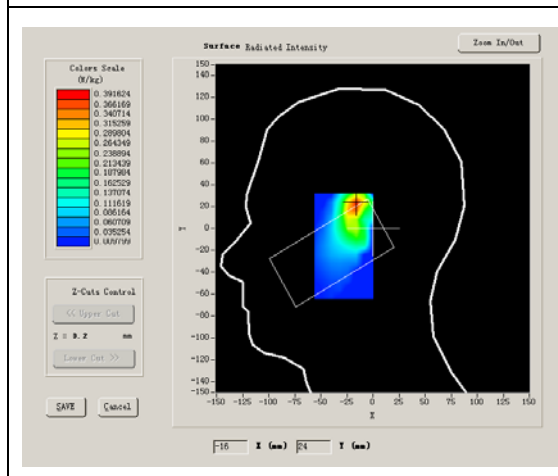 Surface Radiated Intensity
Zoom In/Out
Colors Scale
(W/kg)
0.391624
0.366169
0.340714
0.315259
0.289804
0.264349
0.238894
0.213439
0.187984
0.162529
0.137074
0.111619
0.086164
0.060709
0.035254
0.009799
150
140
120
100
80
60
40
20
Y 0
-20
-40
-60
-80
-100
-120
-140
-150
-150 -125 -100 -75 -50 -25 0 25 50 75 100 125 150
X
Z-Cuts Control
<< Upper Cut
Z = 0.2 mm
Lower Cut >>
SAVE Cancel
-16 X (mm) 24 Y (mm)